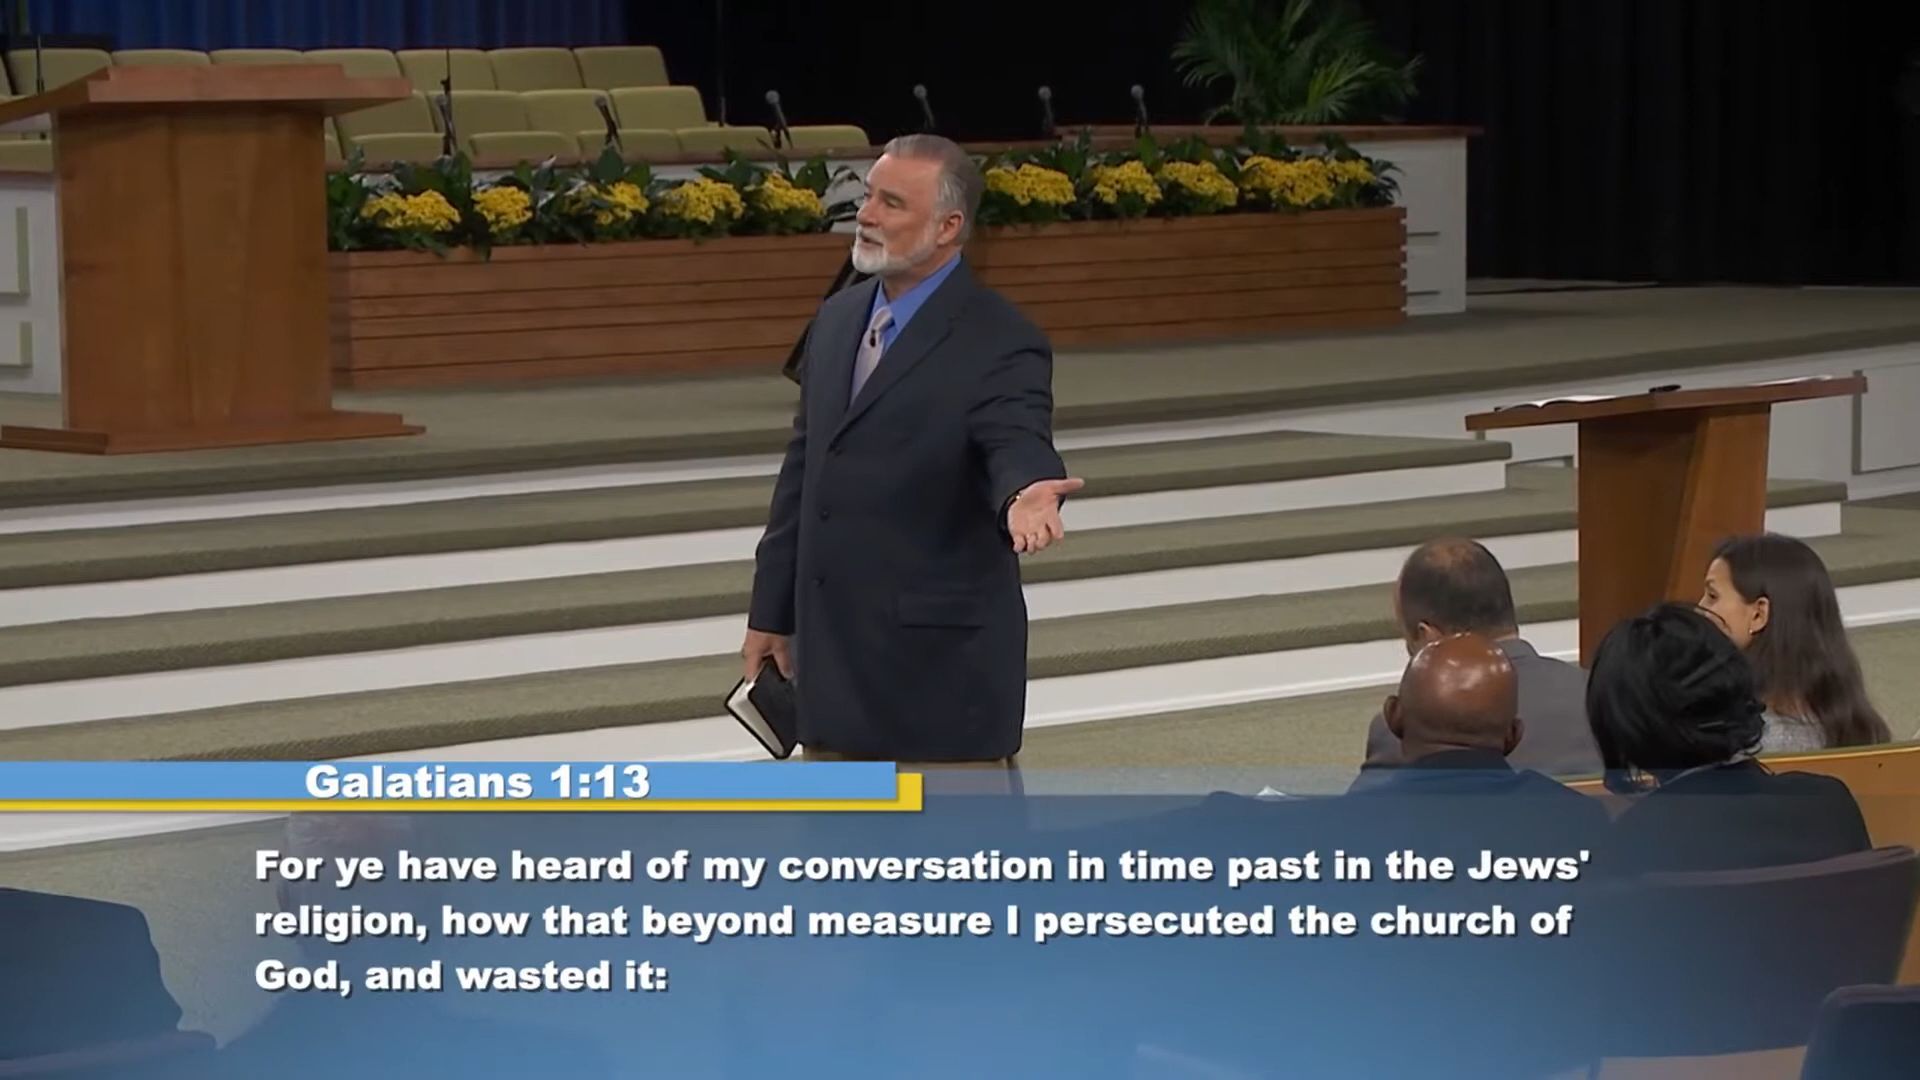 Galatians 1:13
For ye have heard of my conversation in time past in the Jews'
religion, how that beyond measure I persecuted the church of
God, and wasted it: